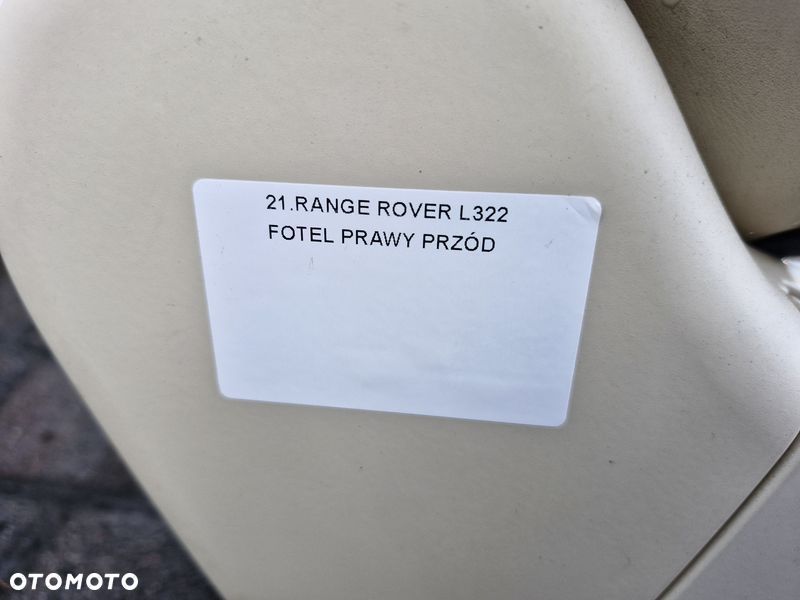 21.RANGE ROVER L322
FOTEL PRAWY PRZÓD
OTOMOTO